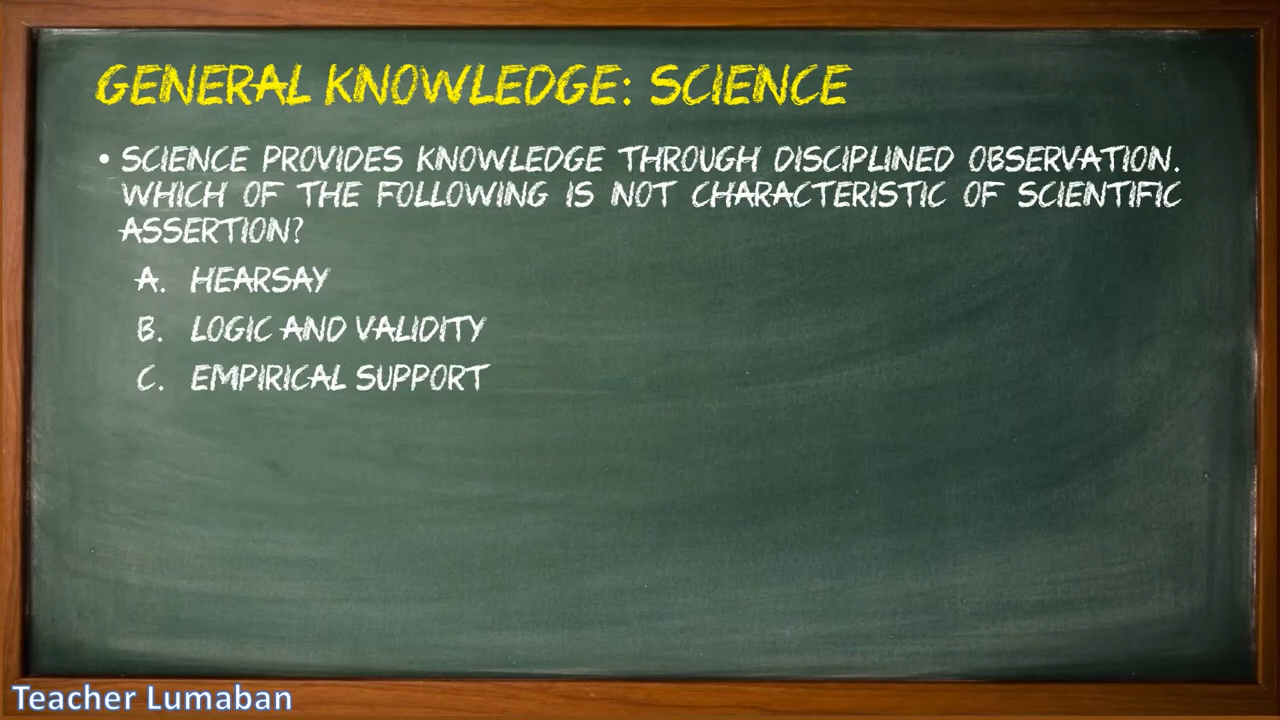 GENERAL KNOWLEDGE: SCIENCE
• SCIENCE PROVIDES KNOWLEDGE THROUGH DISCIPLINED OBSERVATION.
WHICH OF THE FOLLOWING IS NOT CHARACTERISTIC OF SCIENTIFIC
ASSERTION?
A. HEARSAY
B. LOGIC AND VALIDITY
C. EMPIRICAL SUPPORT
Teacher Lumaban